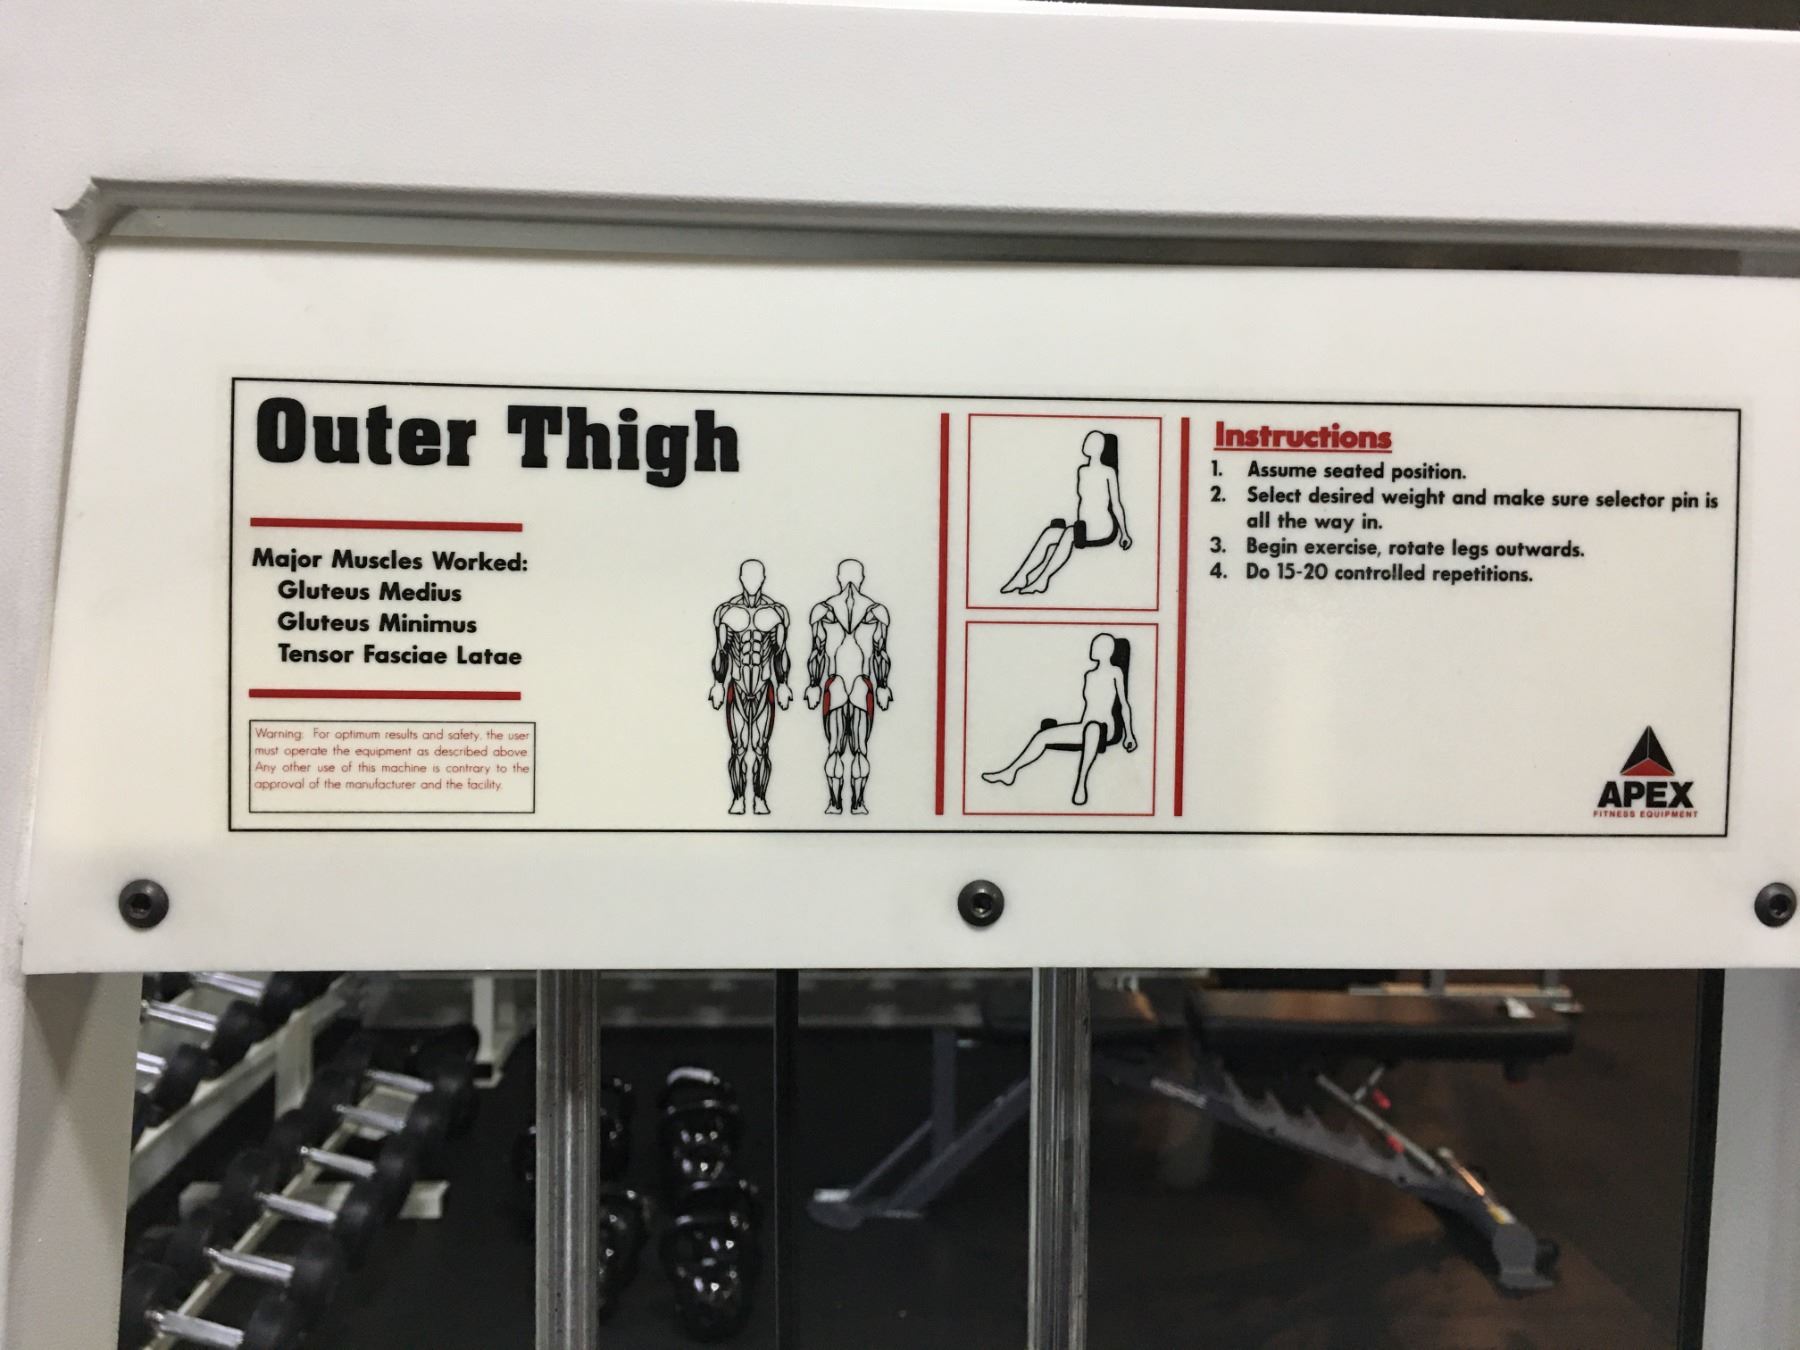 Outer Thigh
Major Muscles Worked:
Gluteus Medius
Gluteus Minimus
Tensor Fasciae Latae
Warning: For optimum results and safety, the user
must operate the equipment as described above.
Any other use of this machine is contrary to the
approval of the manufacturer and the facility.
Instructions
1. Assume seated position.
2. Select desired weight and make sure selector pin is
all the way in.
3. Begin exercise, rotate legs outwards.
4. Do 15-20 controlled repetitions.
APEX
FITNESS EQUIPMENT